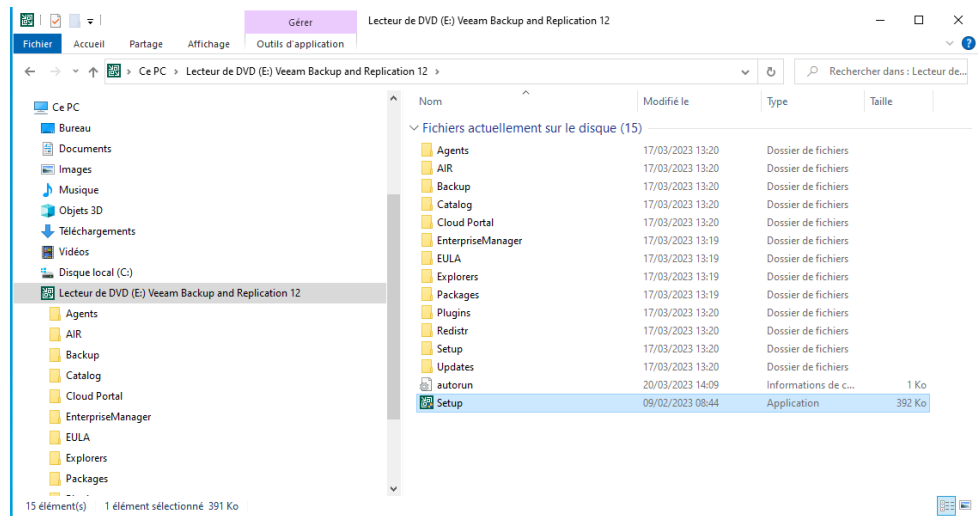 Gérer
Lecteur de DVD (E:) Veeam Backup and Replication 12
Fichier Accueil Partage Affichage Outils d'application
Ce PC > Lecteur de DVD (E:) Veeam Backup and Replication 12 >
Rechercher dans : Lecteur de...
Ce PC
Bureau
Documents
Images
Musique
Objets 3D
Téléchargements
Vidéos
Disque local (C:)
Lecteur de DVD (E:) Veeam Backup and Replication 12
Agents
AIR
Backup
Catalog
Cloud Portal
EnterpriseManager
EULA
Explorers
Packages
Nom Modifié le Type Taille
Fichiers actuellement sur le disque (15)
Agents 17/03/2023 13:20 Dossier de fichiers
AIR 17/03/2023 13:20 Dossier de fichiers
Backup 17/03/2023 13:20 Dossier de fichiers
Catalog 17/03/2023 13:20 Dossier de fichiers
Cloud Portal 17/03/2023 13:20 Dossier de fichiers
EnterpriseManager 17/03/2023 13:19 Dossier de fichiers
EULA 17/03/2023 13:19 Dossier de fichiers
Explorers 17/03/2023 13:19 Dossier de fichiers
Packages 17/03/2023 13:19 Dossier de fichiers
Plugins 17/03/2023 13:20 Dossier de fichiers
Redistr 17/03/2023 13:20 Dossier de fichiers
Setup 17/03/2023 13:20 Dossier de fichiers
Updates 17/03/2023 13:20 Dossier de fichiers
autorun 20/03/2023 14:09 Informations de c... 1 Ko
Setup 09/02/2023 08:44 Application 392 Ko
15 élément(s) 1 élément sélectionné 391 Ko